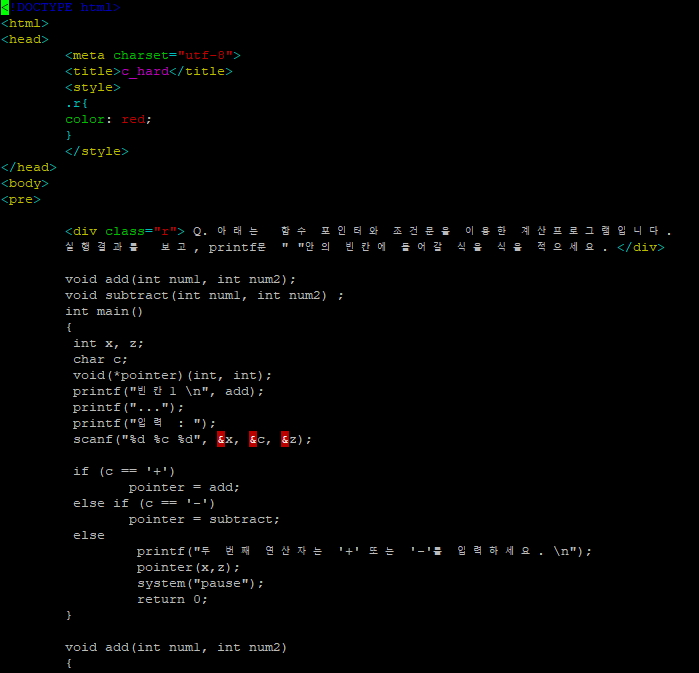 <!DOCTYPE html>
<html>
<head>
<meta charset="utf-8">
<title>c_hard</title>
<style>
.r{
color: red;
}
</style>
</head>
<body>
<pre>
<div class="r"> Q. 아래는 함수 포인터와 조건문을 이용한 계산프로그램입니다.
실행결과를 보고, printf문 " "안의 빈칸에 들어갈 식을 식을 적으세요. </div>
void add(int num1, int num2);
void subtract(int num1, int num2) ;
int main()
{
int x, z;
char c;
void(*pointer)(int, int);
printf("빈칸1 \n", add);
printf("...");
printf("입력 : ");
scanf("%d %c %d", &x, &c, &z);
if (c == '+')
pointer = add;
else if (c == '-')
pointer = subtract;
else
printf("두 번째 연산자는 '+' 또는 '-'를 입력하세요. \n");
pointer(x,z);
system("pause");
return 0;
}
void add(int num1, int num2)
{